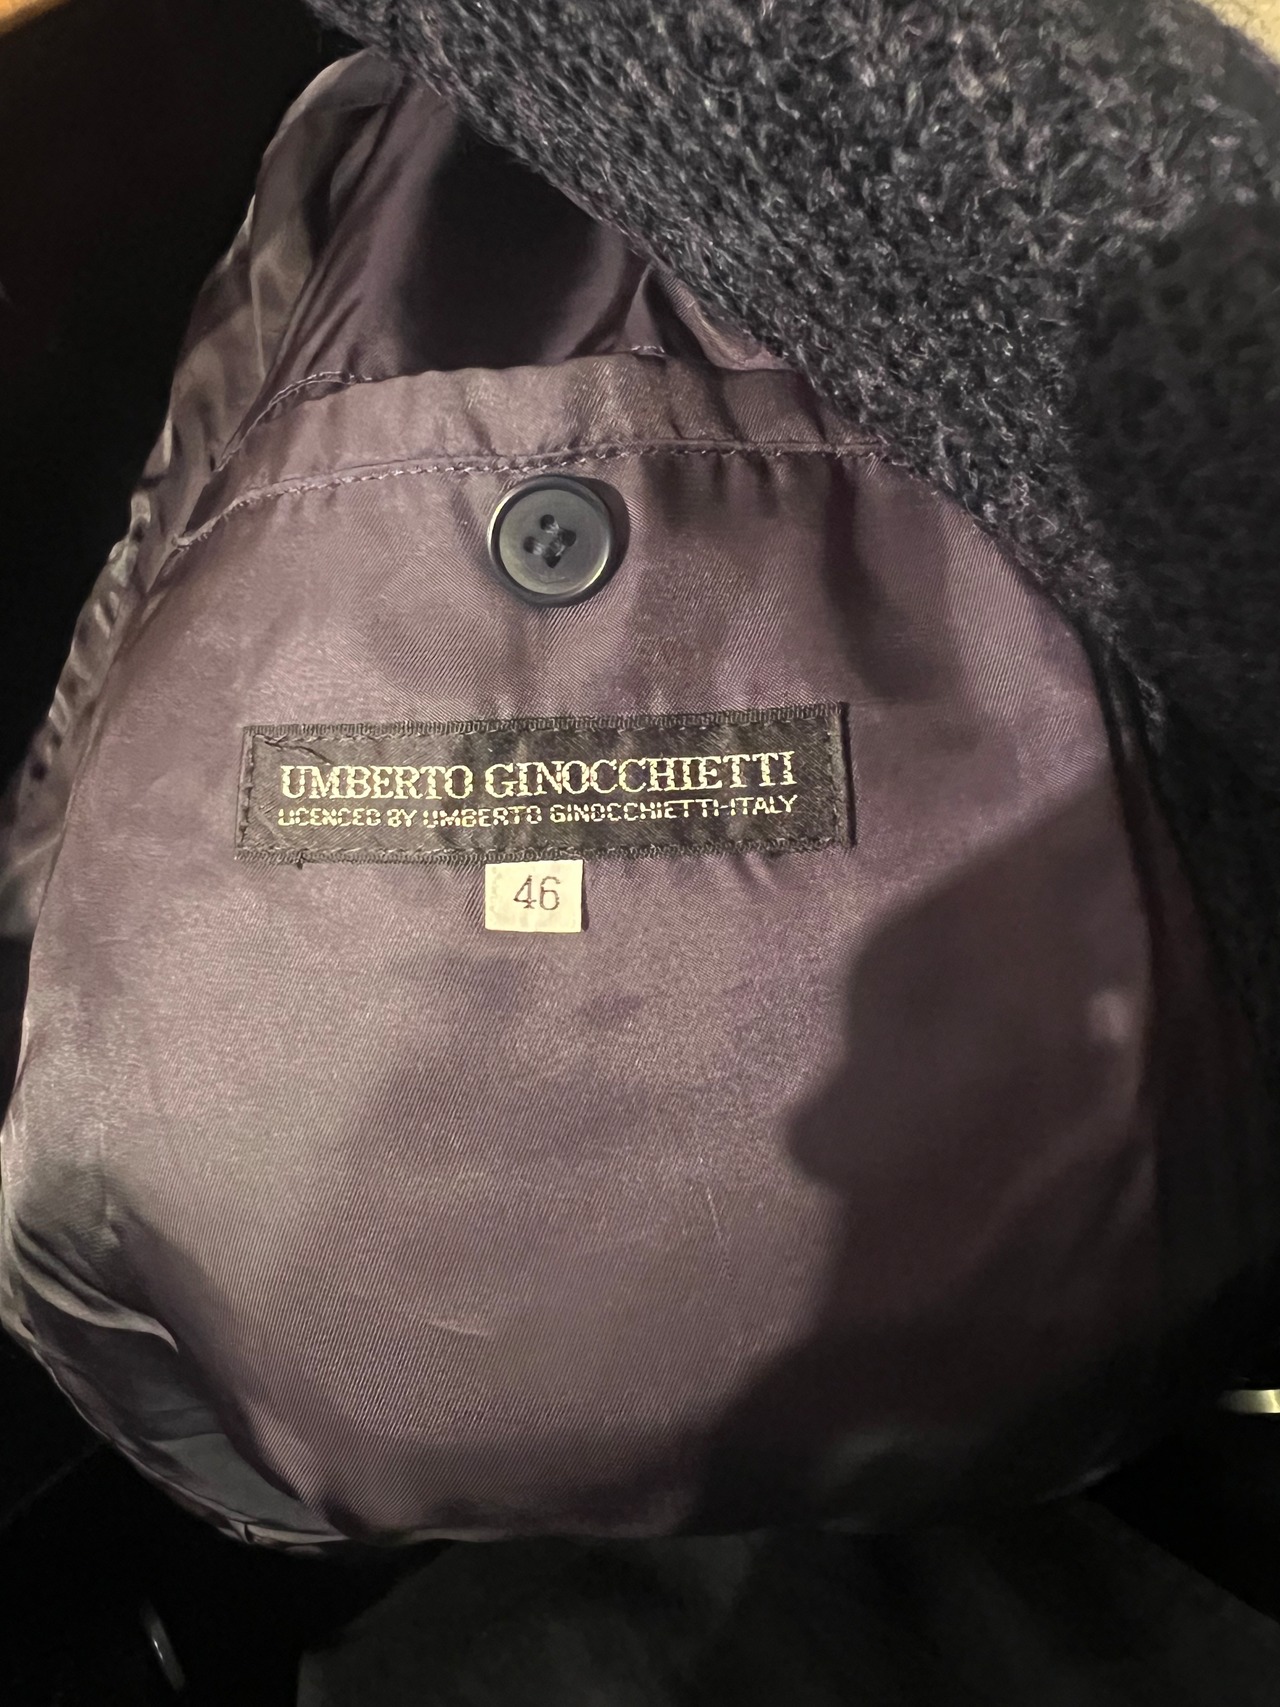 UMBERTO GINOCCHIETTI
LICENCED BY UMBERTO GINOCCHIETTI-ITALY
46